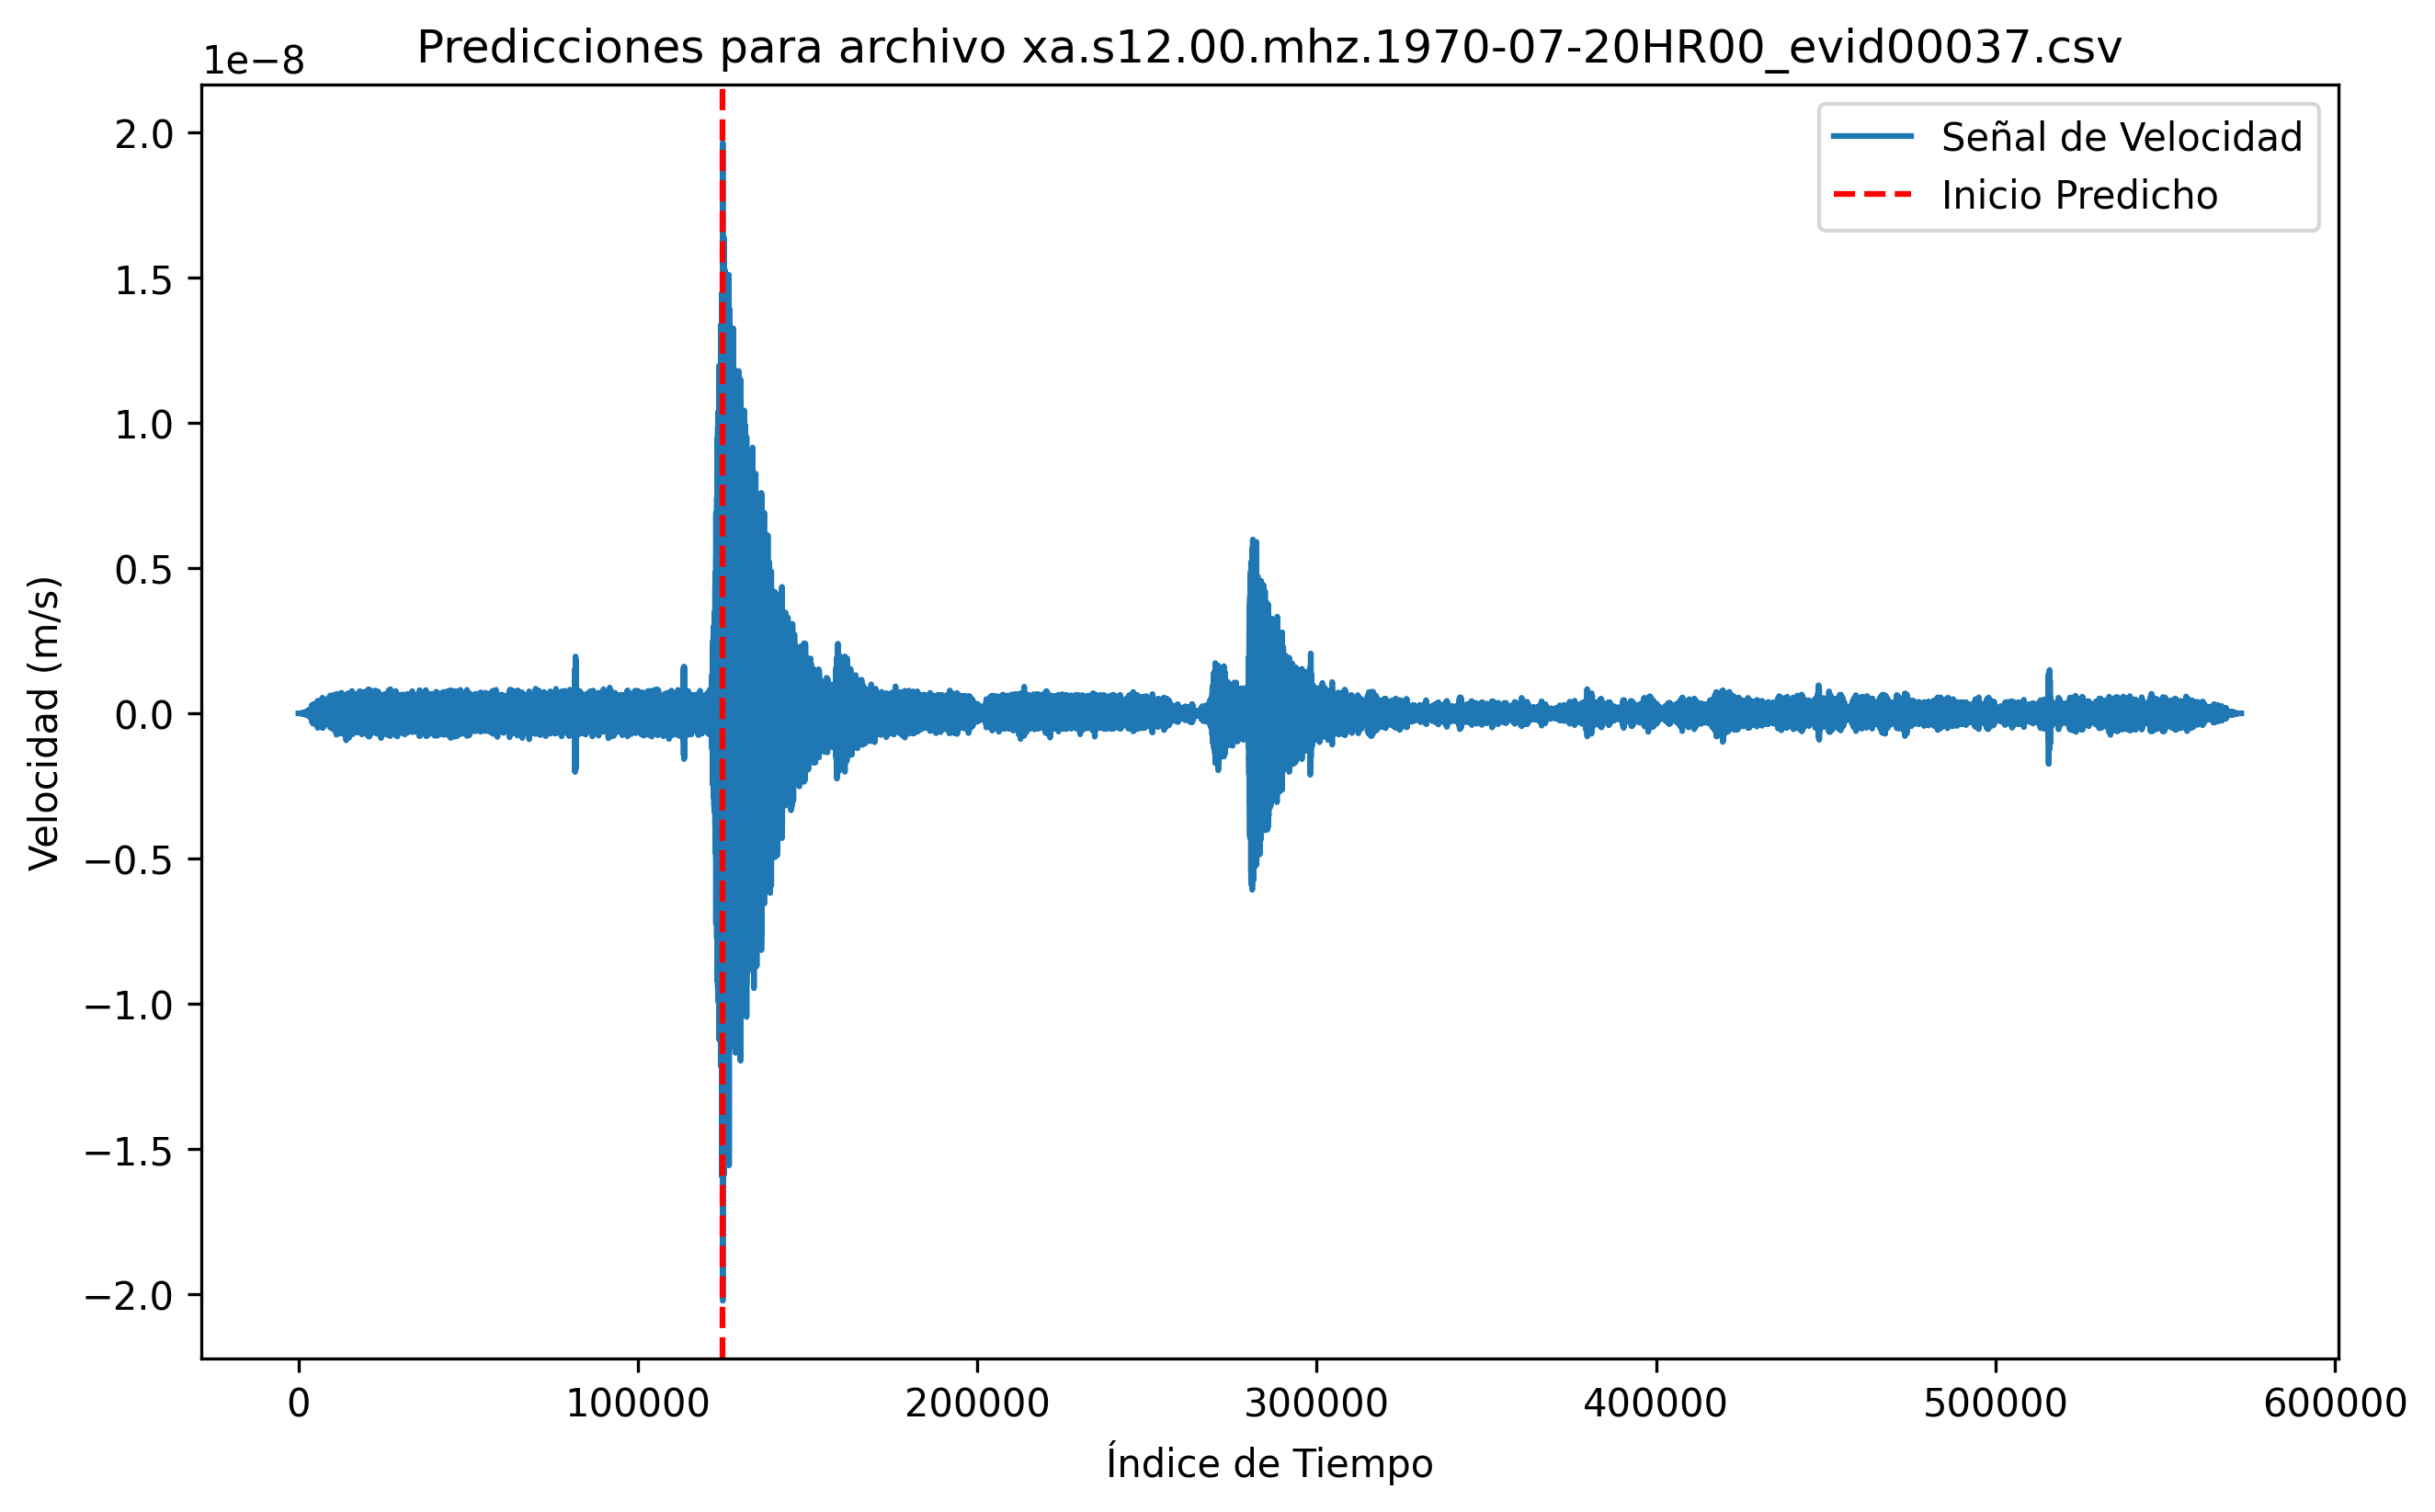 Predicciones para archivo xa.s12.00.mhz.1970-07-20HR00_evid00037.csv
1e−8
Señal de Velocidad
Inicio Predicho
2.0
1.5
1.0
0.5
0.0
−0.5
−1.0
−1.5
−2.0
Velocidad (m/s)
0 100000 200000 300000 400000 500000 600000
Índice de Tiempo